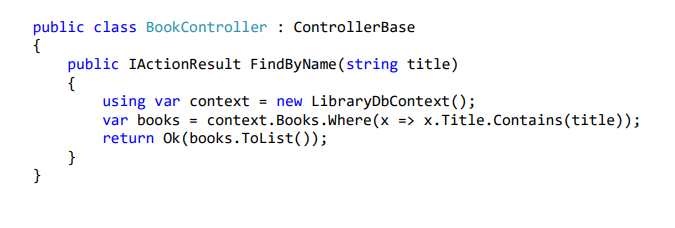 public class BookController : ControllerBase
{
    public IActionResult FindByName(string title)
    {
        using var context = new LibraryDbContext();
        var books = context.Books.Where(x => x.Title.Contains(title));
        return Ok(books.ToList());
    }
}